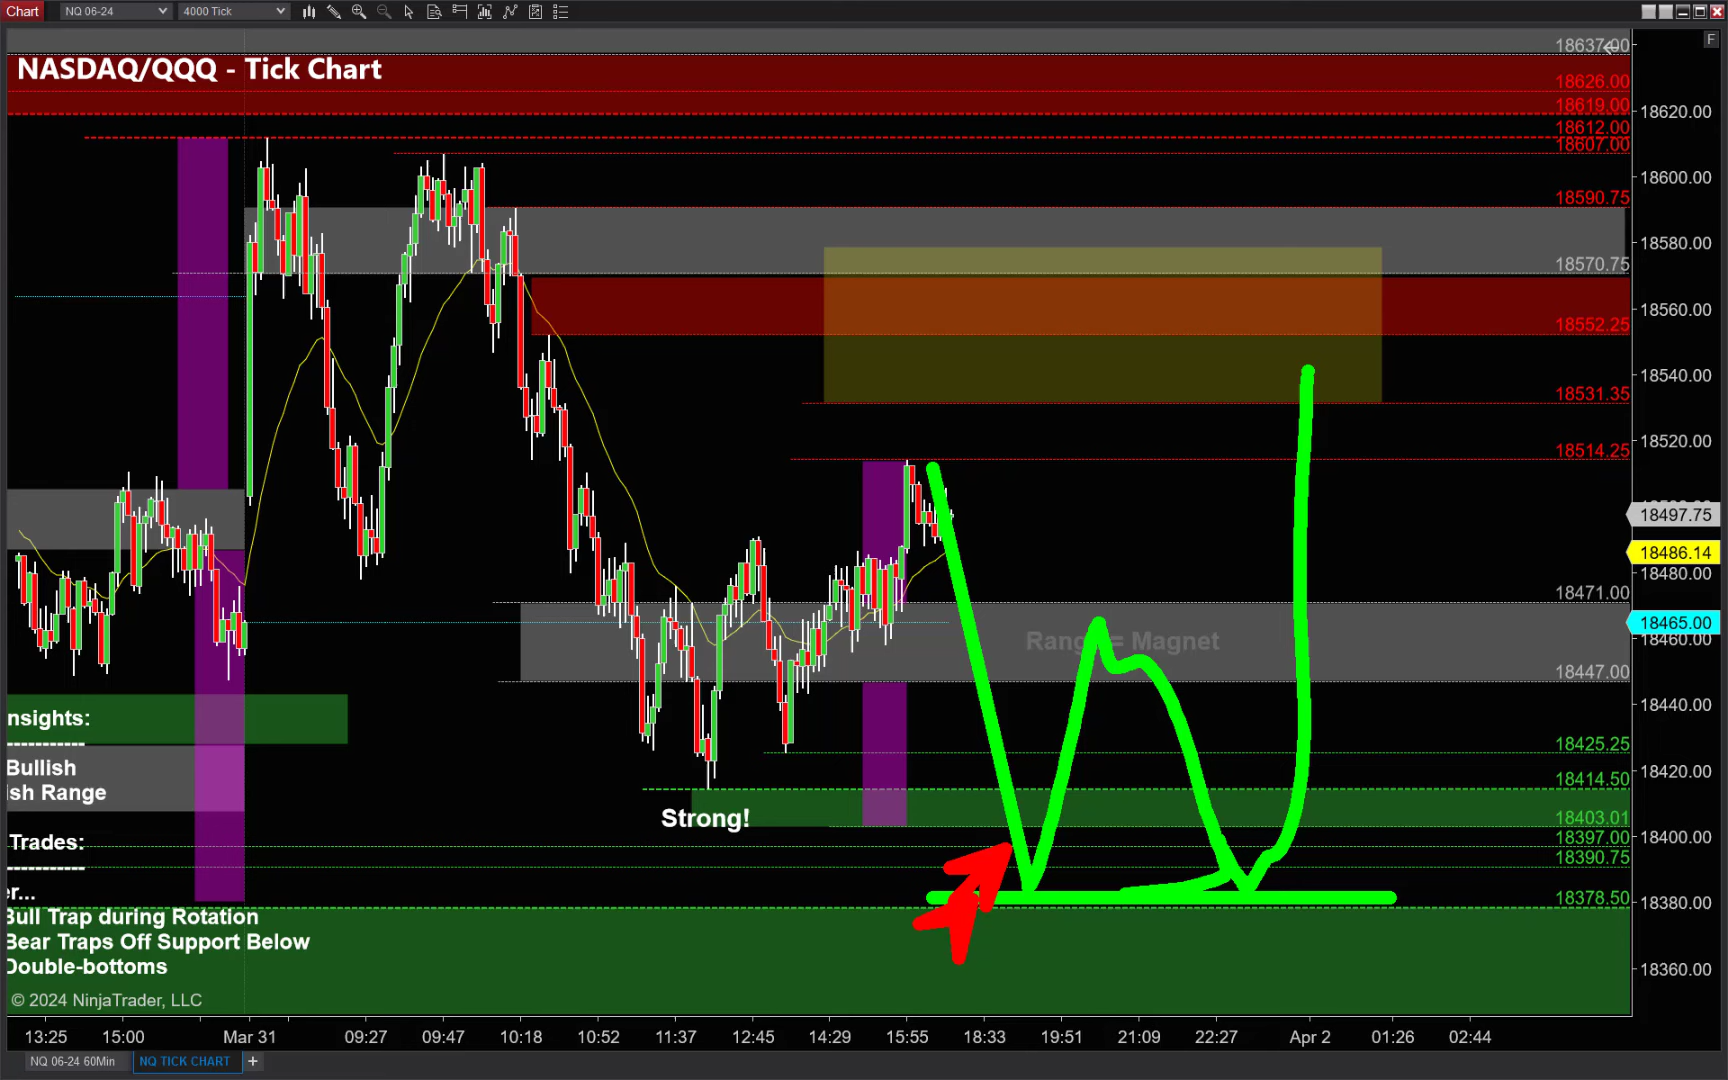 Chart
NQ 06-24
4000 Tick
F
NASDAQ/QQQ - Tick Chart
18637.00
18626.00
18619.00
18612.00
18607.00
18590.75
18570.75
18552.25
18531.35
18514.25
18471.00
18447.00
18425.25
18414.50
18403.01
18397.00
18390.75
18378.50
18620.00
18600.00
18580.00
18560.00
18540.00
18520.00
18497.75
18486.14
18480.00
18465.00
18460.00
18440.00
18420.00
18400.00
18380.00
18360.00
= Magnet
Strong!
nsights:
-----------
Bullish
ish Range
Trades:
-----------
er...
Bull Trap during Rotation
Bear Traps Off Support Below
Double-bottoms
© 2024 NinjaTrader, LLC
13:25 15:00 Mar 31 09:27 09:47 10:18 10:52 11:37 12:45 14:29 15:55 18:33 19:51 21:09 22:27 Apr 2 01:26 02:44
NQ 06-24 60Min
NQ TICK CHART
+